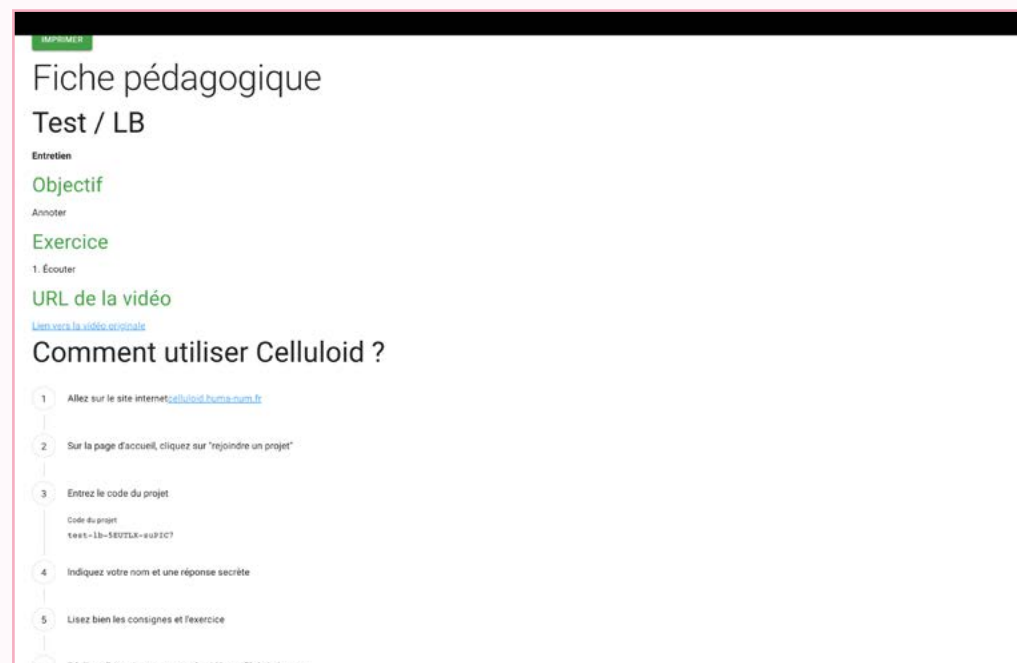 IMPRIMER
Fiche pédagogique
Test / LB
Entretien
Objectif
Annoter
Exercice
1. Écouter
URL de la vidéo
Lien vers la vidéo originale
Comment utiliser Celluloid ?
1 Allez sur le site internetcelluloid.huma-num.fr
2 Sur la page d'accueil, cliquez sur "rejoindre un projet"
3 Entrez le code du projet
Code du projet
4 Indiquez votre nom et une réponse secrète
5 Lisez bien les consignes et l'exercice